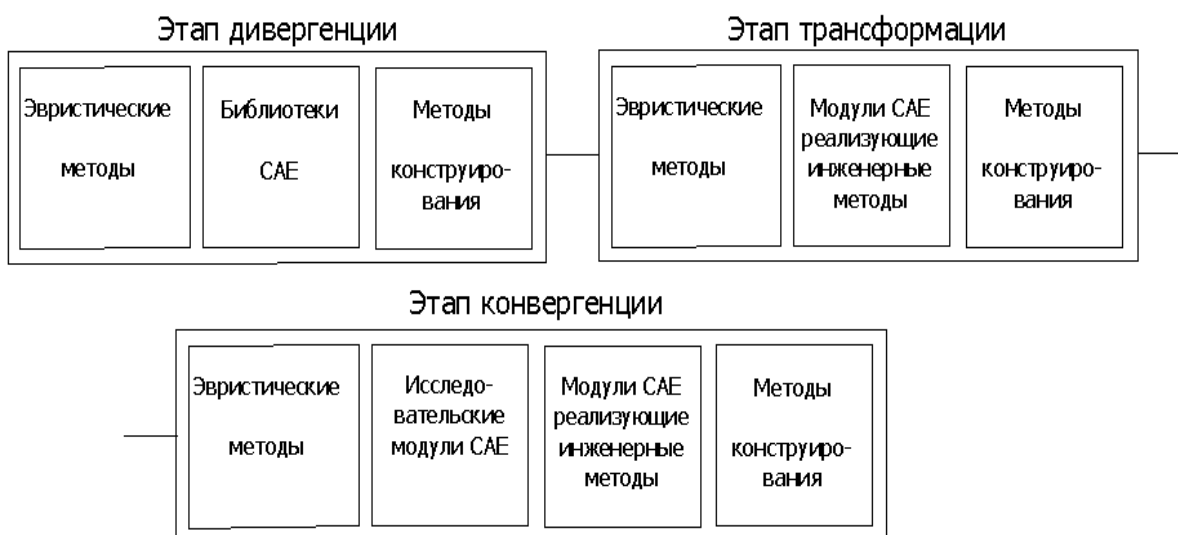 Этап дивергенции
Эвристические
методы
Библиотеки
CAE
Методы
конструиро-
вания
Этап трансформации
Эвристические
методы
Модули CAE
реализующие
инженерные
методы
Методы
конструиро-
вания
Этап конвергенции
Эвристические
методы
Исследо-
вательские
модули CAE
Модули CAE
реализующие
инженерные
методы
Методы
конструиро-
вания